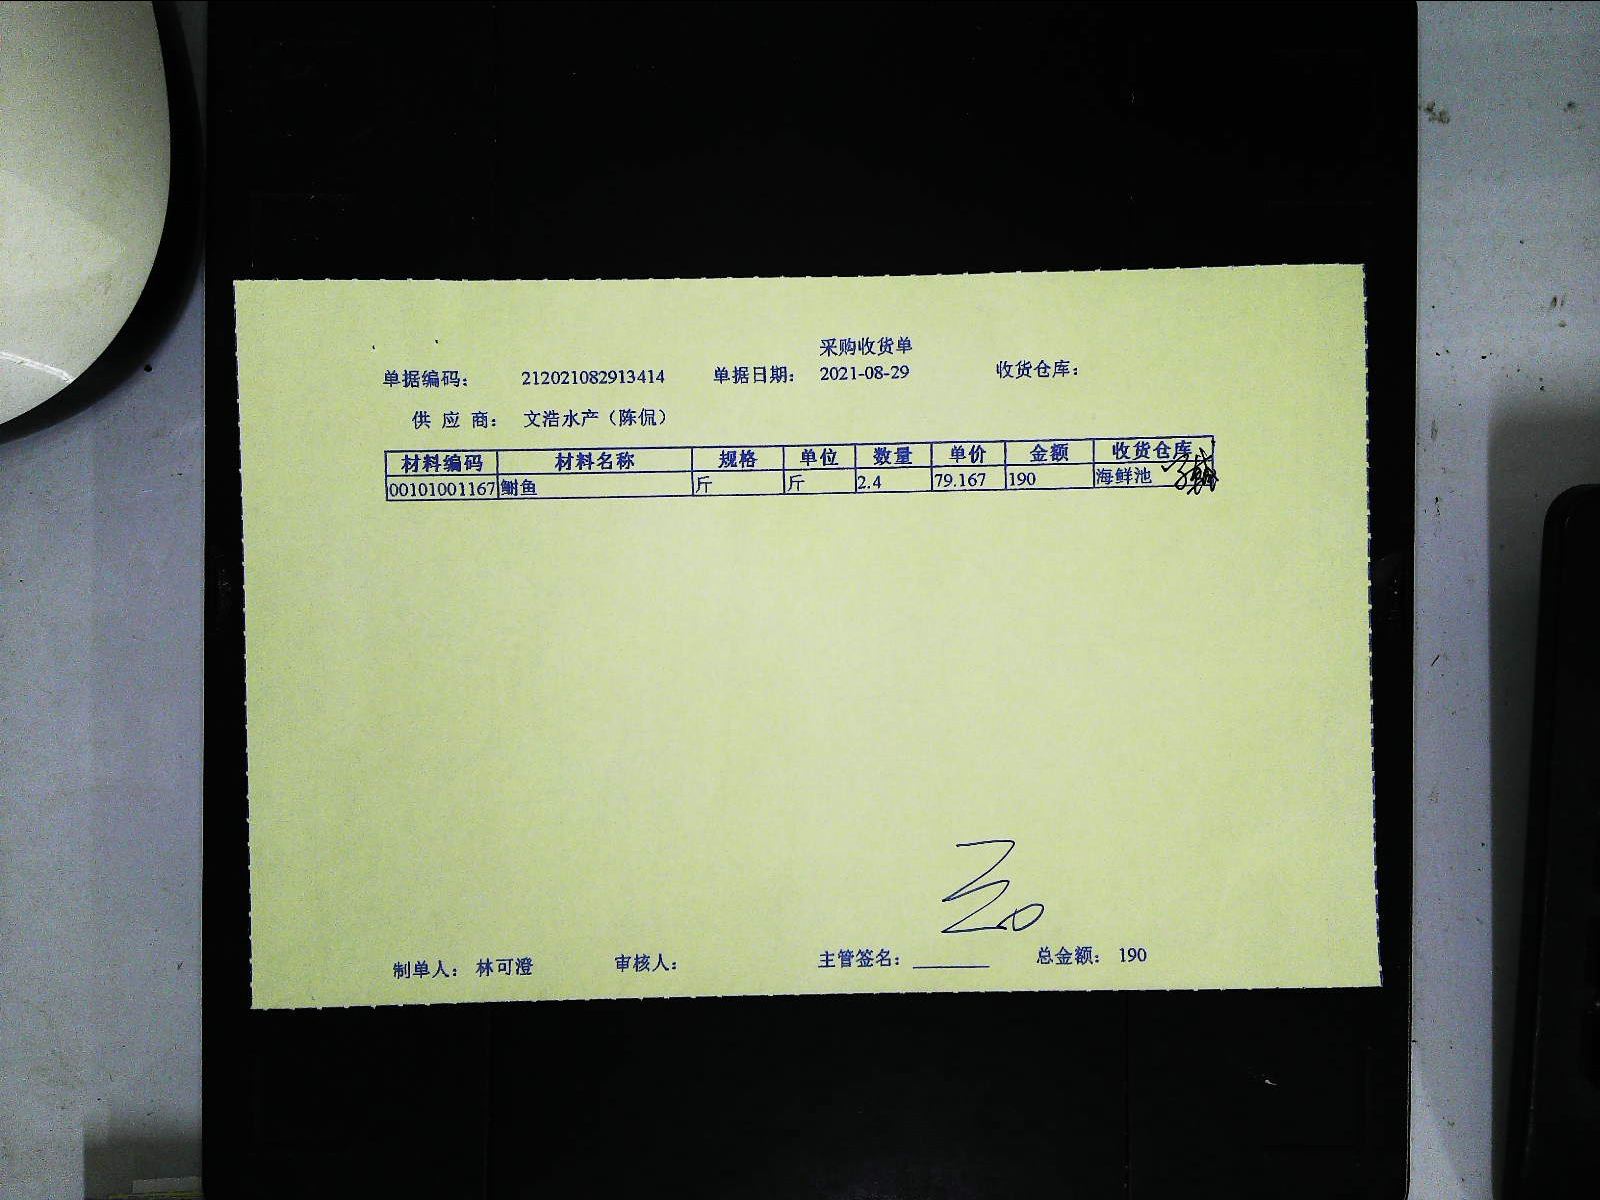 采购收货单
单据编码： 212021082913414 单据日期： 2021-08-29 收货仓库：
供 应 商： 文浩水产（陈侃）
材料编码 材料名称 规格 单位 数量 单价 金额 收货仓库
00101001167 鲥鱼 斤 斤 2.4 79.167 190 海鲜池
制单人： 林可澄 审核人： 主管签名： 总金额： 190